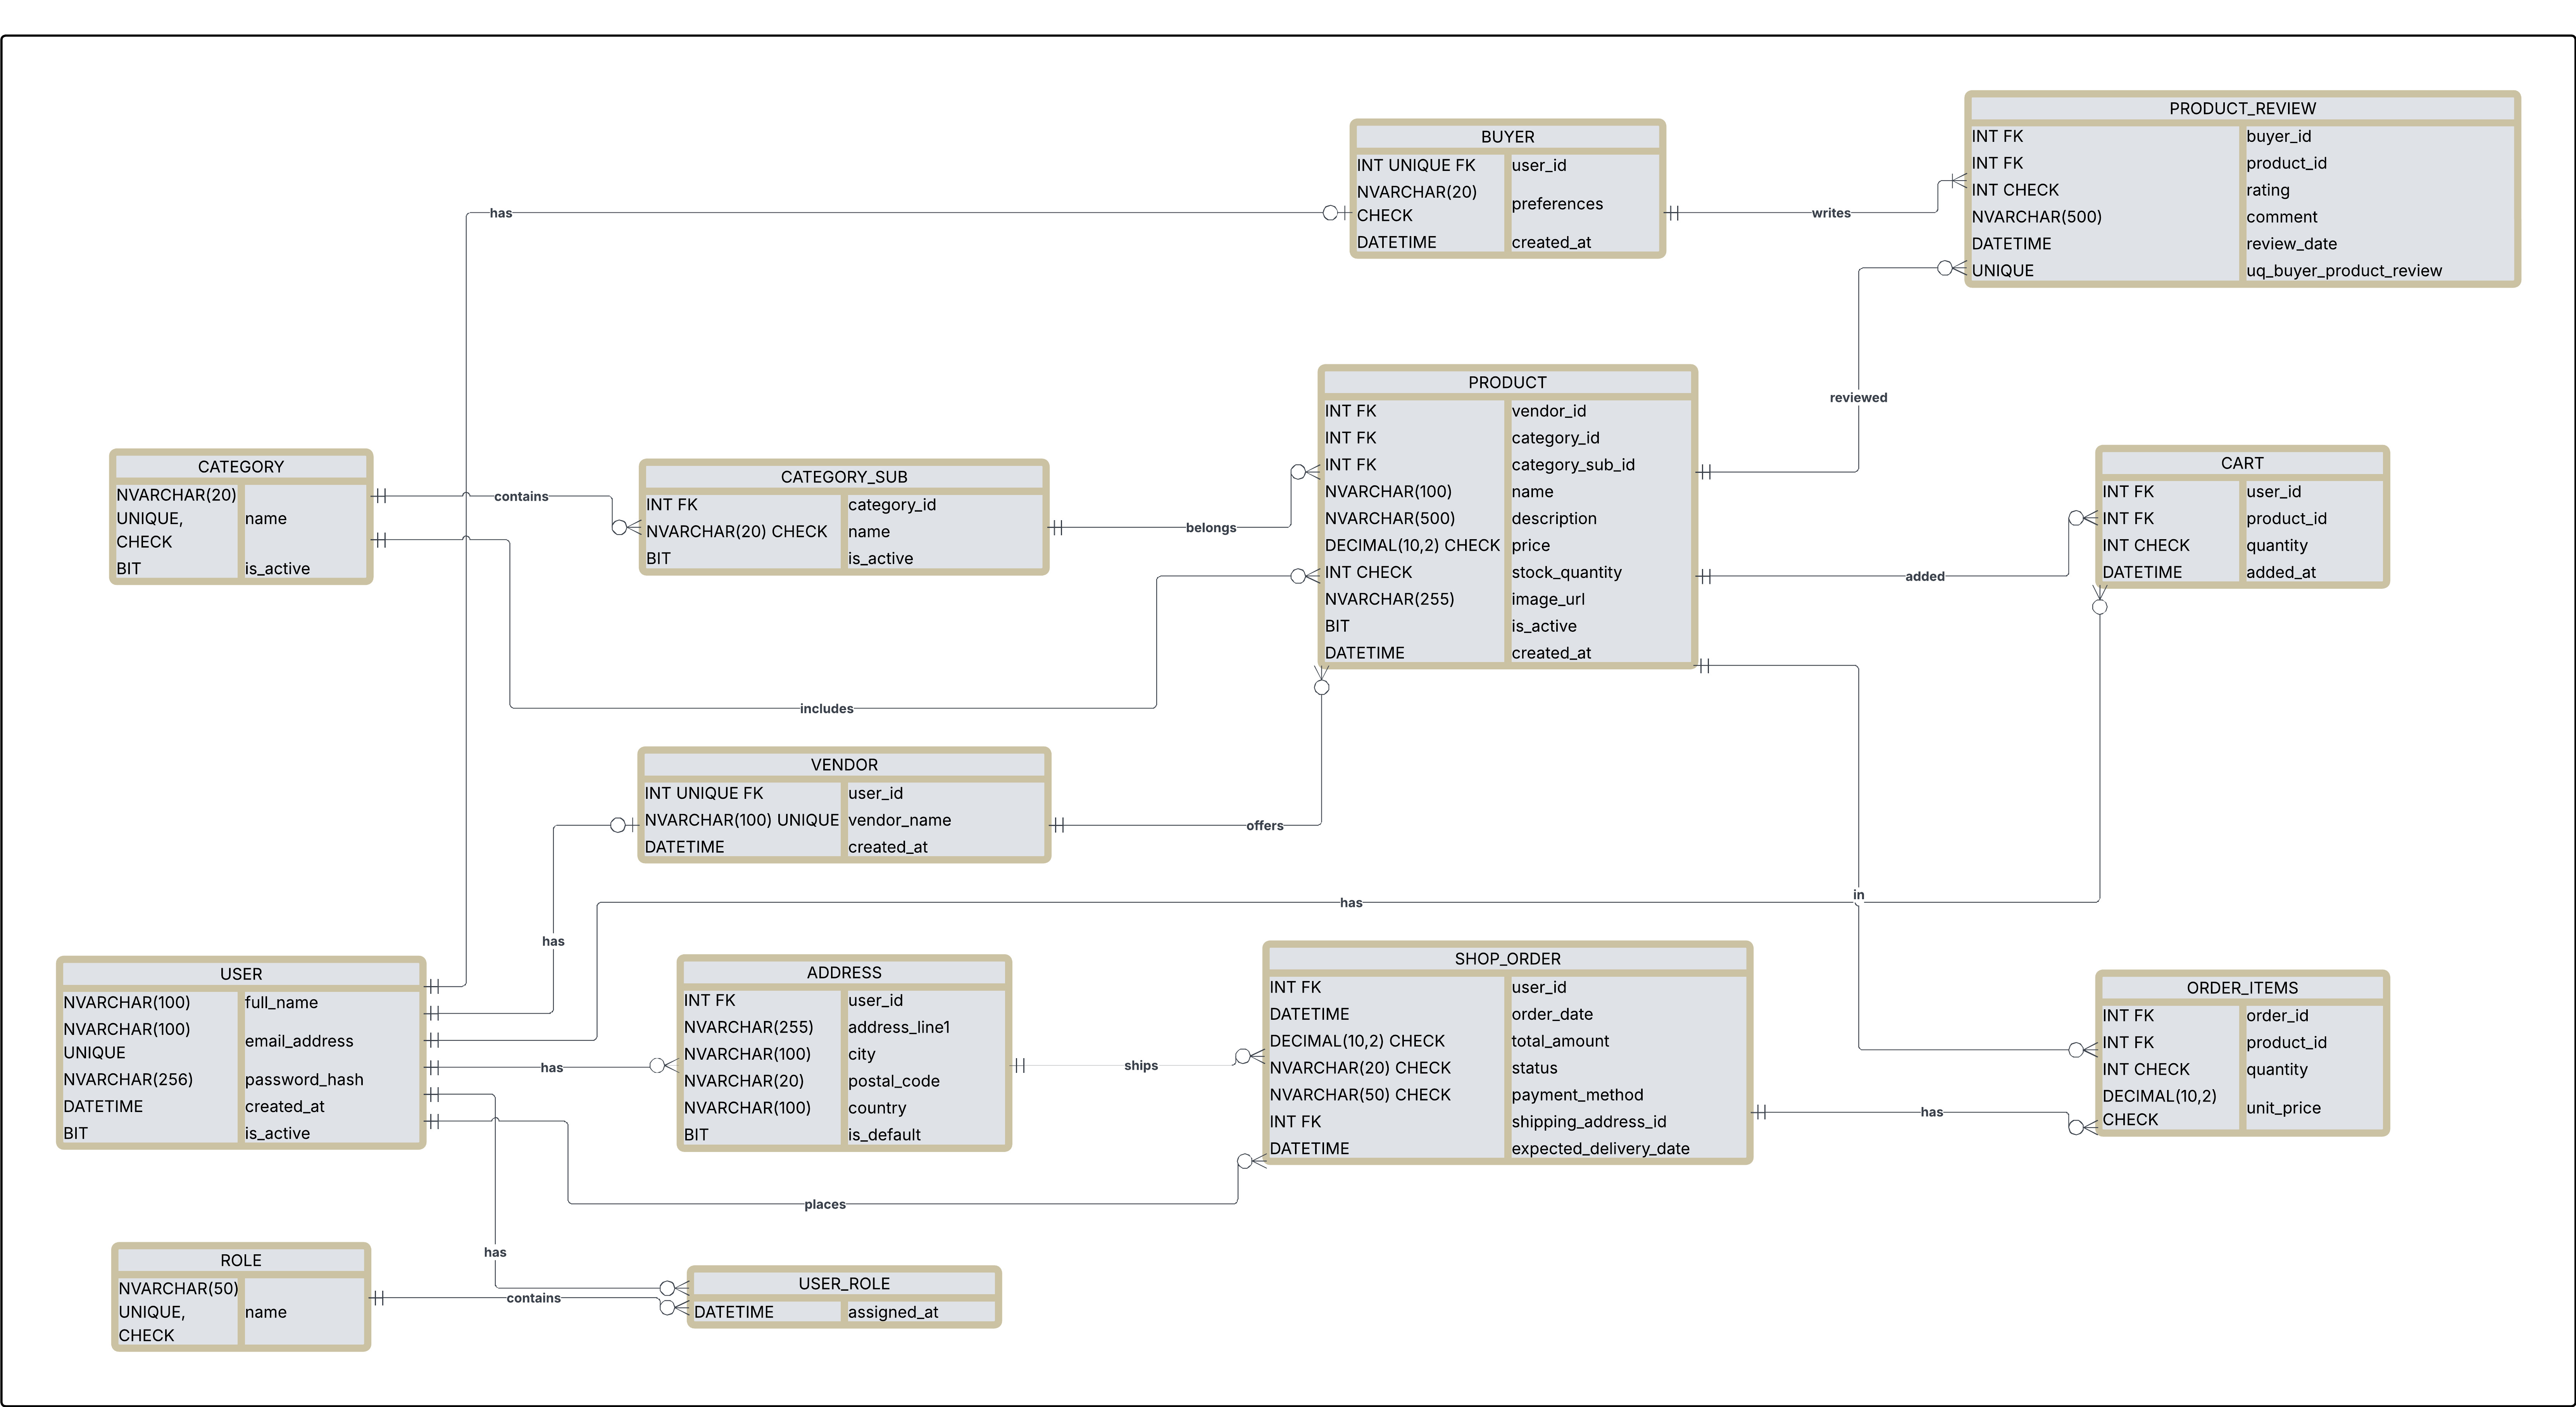 BUYER
INT UNIQUE FK user_id
NVARCHAR(20)
CHECK
preferences
DATETIME created_at
PRODUCT_REVIEW
INT FK buyer_id
INT FK product_id
INT CHECK rating
NVARCHAR(500) comment
DATETIME review_date
UNIQUE uq_buyer_product_review
has
writes
reviewed
CATEGORY
NVARCHAR(20)
UNIQUE,
CHECK
name
BIT is_active
contains
CATEGORY_SUB
INT FK category_id
NVARCHAR(20) CHECK name
BIT is_active
belongs
PRODUCT
INT FK vendor_id
INT FK category_id
INT FK category_sub_id
NVARCHAR(100) name
NVARCHAR(500) description
DECIMAL(10,2) CHECK price
INT CHECK stock_quantity
NVARCHAR(255) image_url
BIT is_active
DATETIME created_at
added
CART
INT FK user_id
INT FK product_id
INT CHECK quantity
DATETIME added_at
includes
VENDOR
INT UNIQUE FK user_id
NVARCHAR(100) UNIQUE vendor_name
DATETIME created_at
offers
in
has
has
USER
NVARCHAR(100) full_name
NVARCHAR(100)
UNIQUE
email_address
NVARCHAR(256) password_hash
DATETIME created_at
BIT is_active
has
ADDRESS
INT FK user_id
NVARCHAR(255) address_line1
NVARCHAR(100) city
NVARCHAR(20) postal_code
NVARCHAR(100) country
BIT is_default
ships
SHOP_ORDER
INT FK user_id
DATETIME order_date
DECIMAL(10,2) CHECK total_amount
NVARCHAR(20) CHECK status
NVARCHAR(50) CHECK payment_method
INT FK shipping_address_id
DATETIME expected_delivery_date
has
ORDER_ITEMS
INT FK order_id
INT FK product_id
INT CHECK quantity
DECIMAL(10,2)
CHECK
unit_price
places
has
ROLE
NVARCHAR(50)
UNIQUE,
CHECK
name
contains
USER_ROLE
DATETIME assigned_at